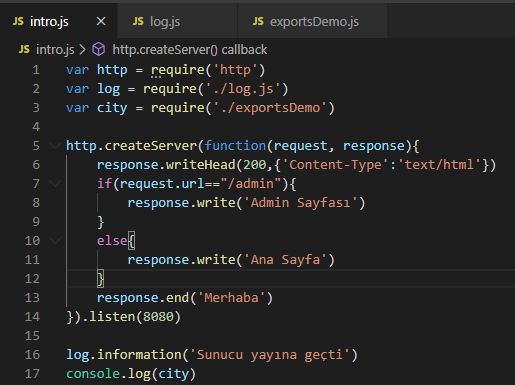 JS intro.js × JS log.js JS exportsDemo.js
JS intro.js > http.createServer() callback
1 var http = require('http')
2 var log = require('./log.js')
3 var city = require('./exportsDemo')
4
5 http.createServer(function(request, response){
6 response.writeHead(200,{'Content-Type':'text/html'})
7 if(request.url=="/admin"){
8 response.write('Admin Sayfası')
9 }
10 else{
11 response.write('Ana Sayfa')
12 }
13 response.end('Merhaba')
14 }).listen(8080)
15
16 log.information('Sunucu yayına geçti')
17 console.log(city)